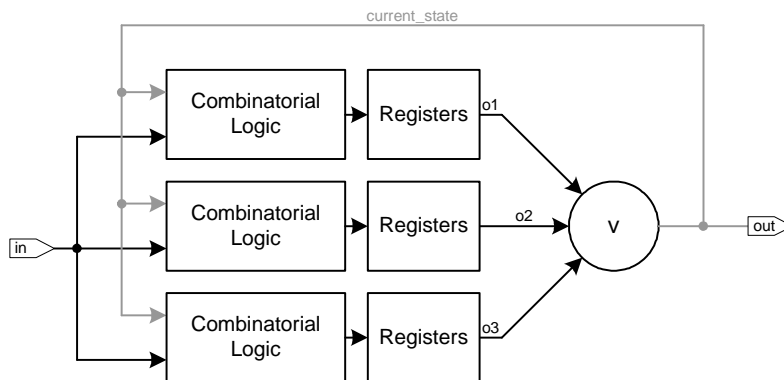 current_state
Combinatorial
Logic
Registers
o1
Combinatorial
Logic
Registers
o2
v
in
out
Combinatorial
Logic
Registers
o3